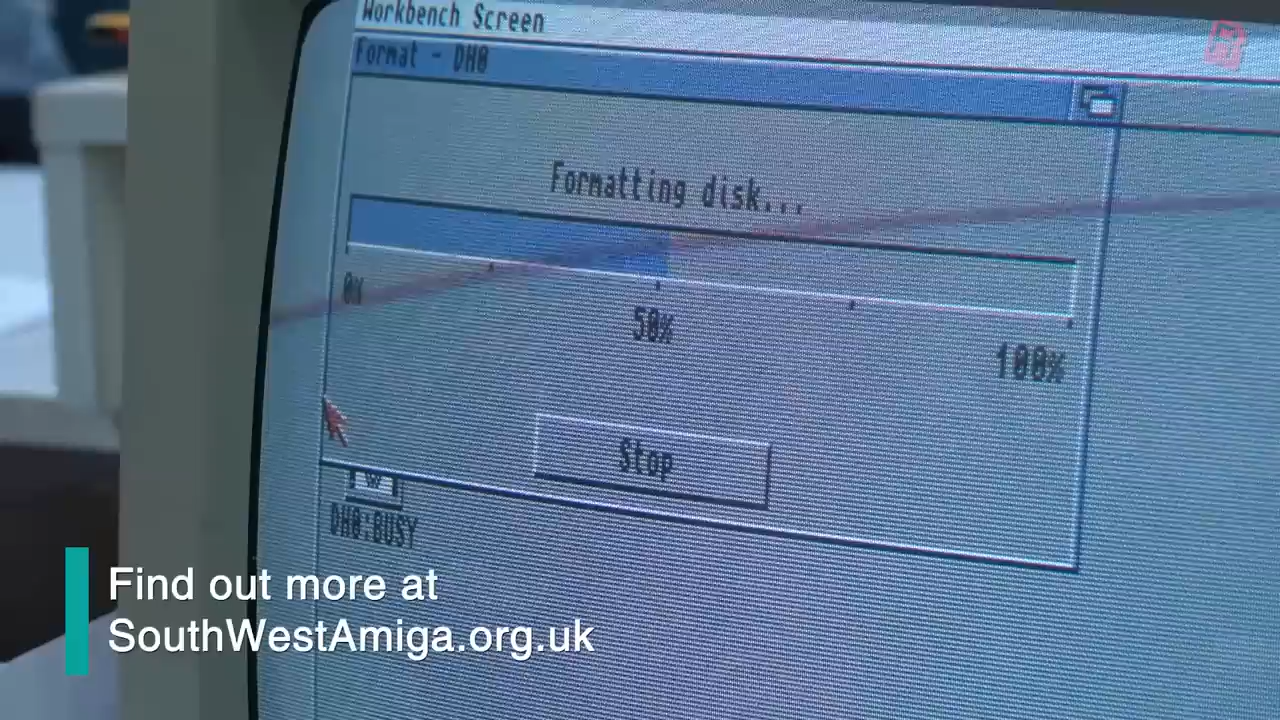 Workbench Screen
Format - DH0
Formatting disk...
0%
50%
100%
Stop
DH0:BUSY
Find out more at
SouthWestAmiga.org.uk